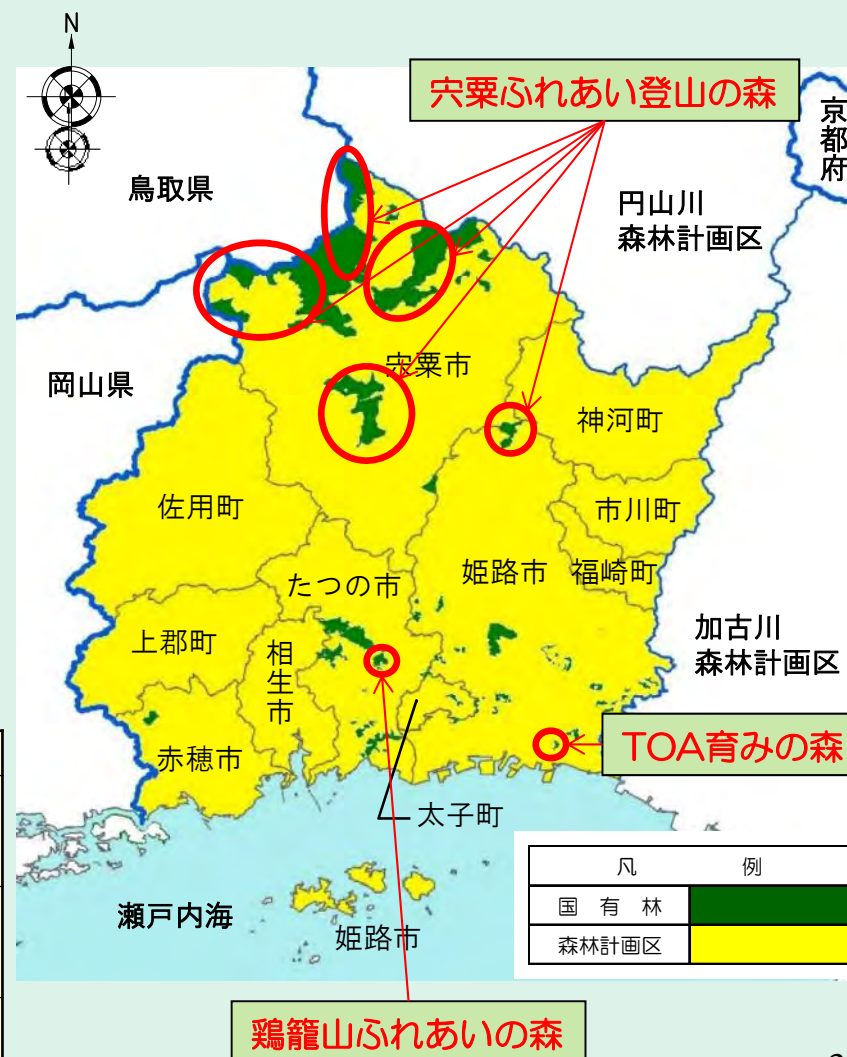 N
宍粟ふれあい登山の森
京都府
鳥取県
円山川
森林計画区
岡山県
宍粟市
神河町
佐用町
市川町
たつの市
姫路市
福崎町
上郡町
相生市
加古川
森林計画区
赤穂市
TOA育みの森
太子町
凡 例
国 有 林
森林計画区
瀬戸内海
姫路市
鶏籠山ふれあいの森